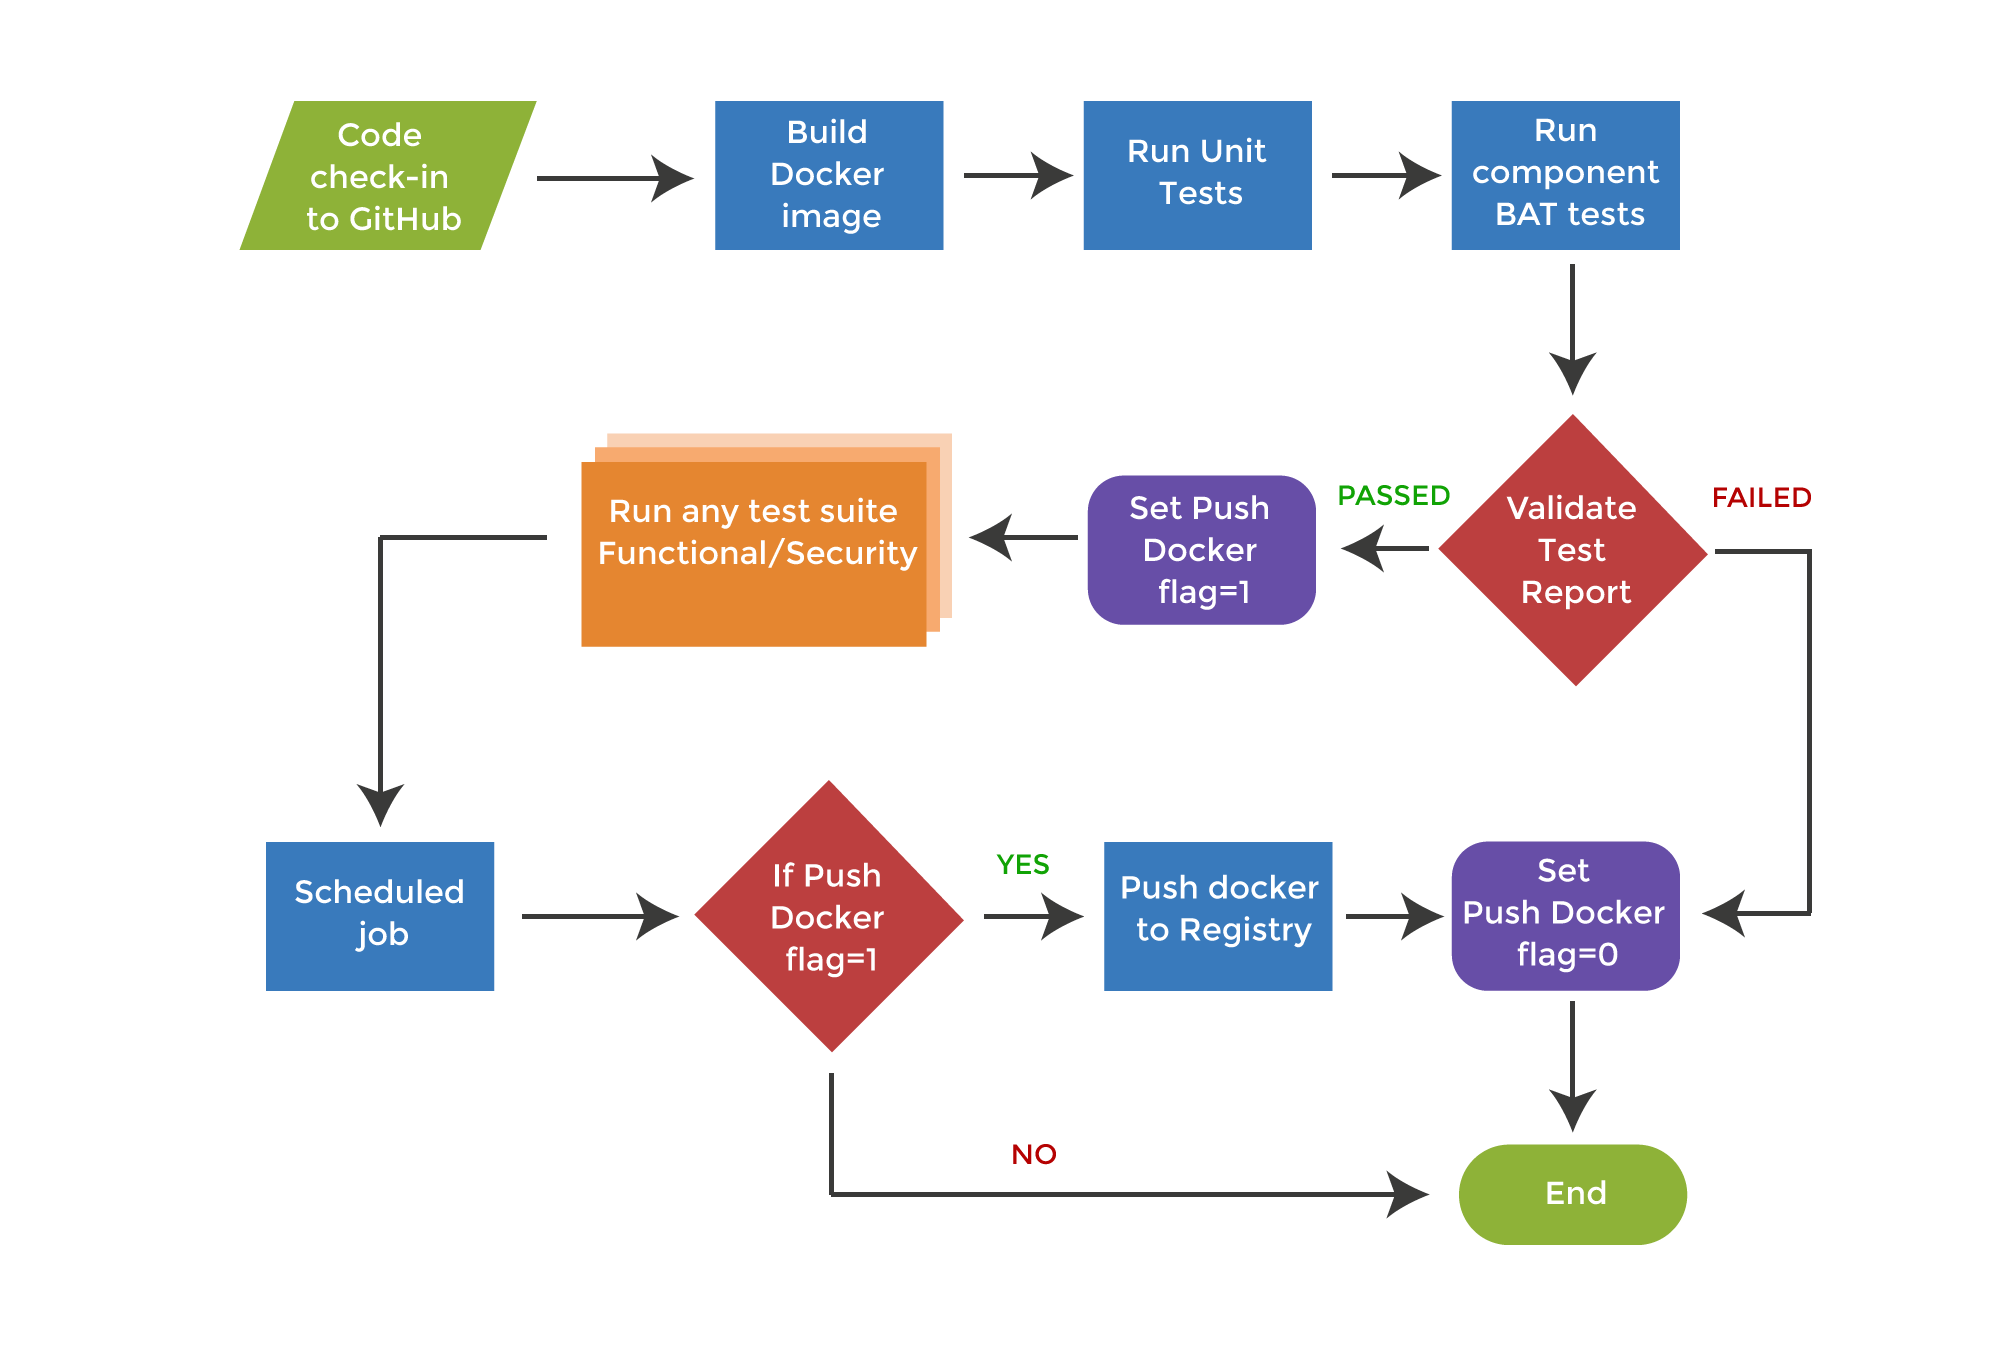 Code
check-in
to GitHub
Build
Docker
image
Run Unit
Tests
Run
component
BAT tests
Run any test suite
Functional/Security
Set Push
Docker
flag=1
PASSED
Validate
Test
Report
FAILED
Scheduled
job
If Push
Docker
flag=1
YES
Push docker
to Registry
Set
Push Docker
flag=0
NO
End